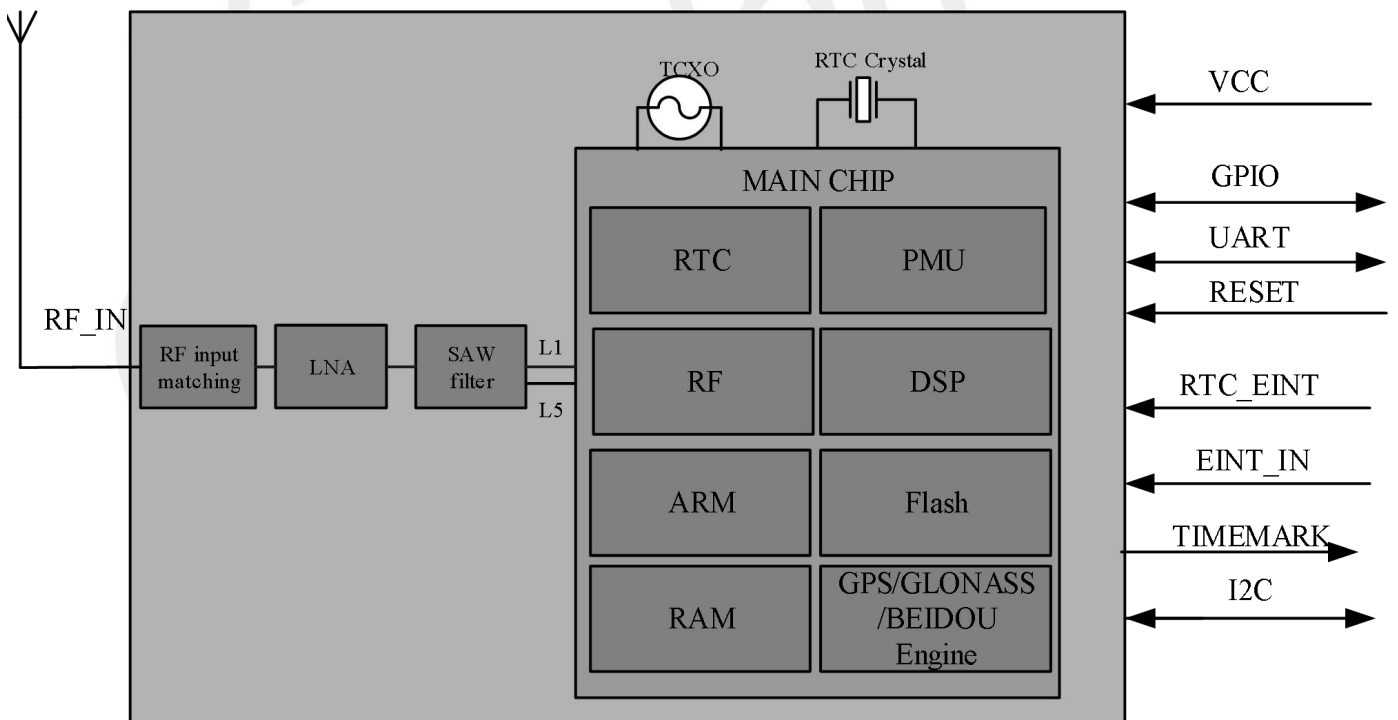 TCXO
RTC Crystal
VCC
MAIN CHIP
GPIO
RTC
PMU
UART
RESET
RF_IN
RF input
matching
LNA
SAW
filter
L1
L5
RF
DSP
RTC_EINT
EINT_IN
ARM
Flash
TIMEMARK
RAM
GPS/GLONASS
/BEIDOU
Engine
I2C